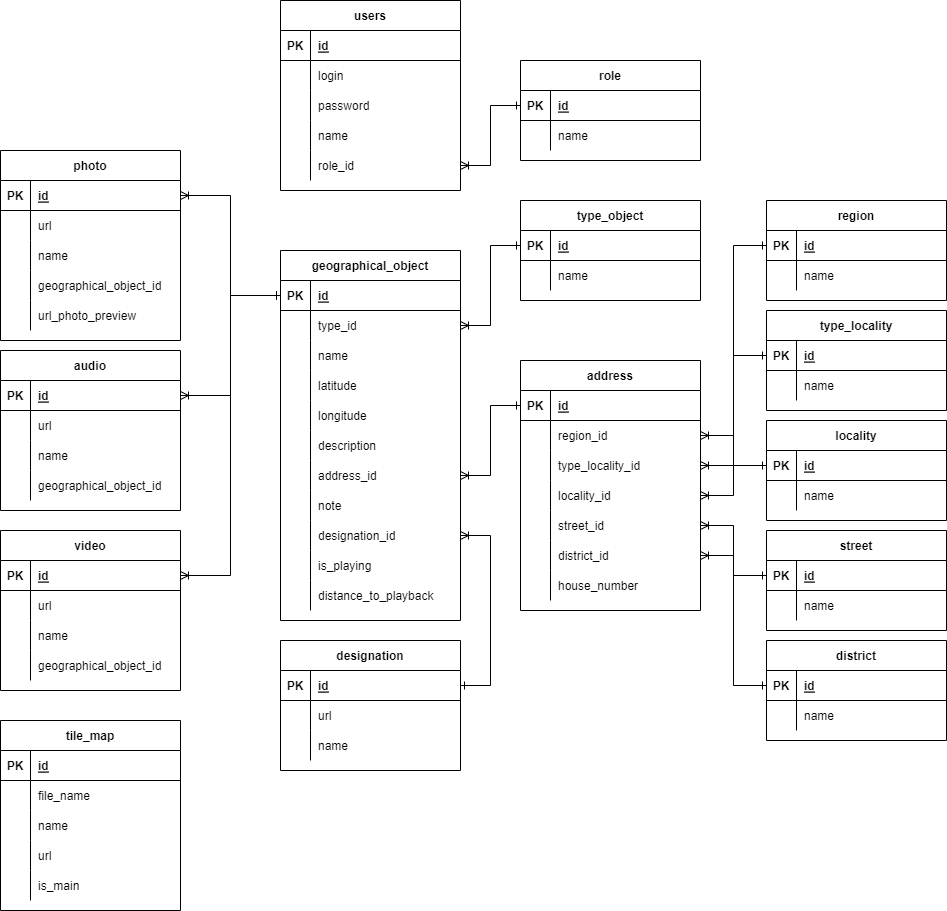 users
PK id
login
password
name
role_id
role
PK id
name
photo
PK id
url
name
geographical_object_id
url_photo_preview
audio
PK id
url
name
geographical_object_id
video
PK id
url
name
geographical_object_id
tile_map
PK id
file_name
name
url
is_main
geographical_object
PK id
type_id
name
latitude
longitude
description
address_id
note
designation_id
is_playing
distance_to_playback
designation
PK id
url
name
type_object
PK id
name
address
PK id
region_id
type_locality_id
locality_id
street_id
district_id
house_number
region
PK id
name
type_locality
PK id
name
locality
PK id
name
street
PK id
name
district
PK id
name